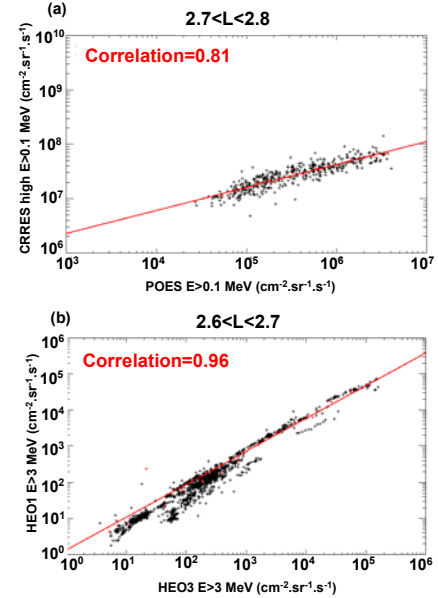 (a)
2.7<L<2.8
Correlation=0.81
CRRES high E>0.1 MeV (cm⁻².sr⁻¹.s⁻¹)
10¹⁰
10⁹
10⁸
10⁷
10⁶
10³
10⁴
10⁵
10⁶
10⁷
POES E>0.1 MeV (cm⁻².sr⁻¹.s⁻¹)
(b)
2.6<L<2.7
Correlation=0.96
HEO1 E>3 MeV (cm⁻².sr⁻¹.s⁻¹)
10⁶
10⁵
10⁴
10³
10²
10¹
10⁰
10⁰
10¹
10²
10³
10⁴
10⁵
10⁶
HEO3 E>3 MeV (cm⁻².sr⁻¹.s⁻¹)